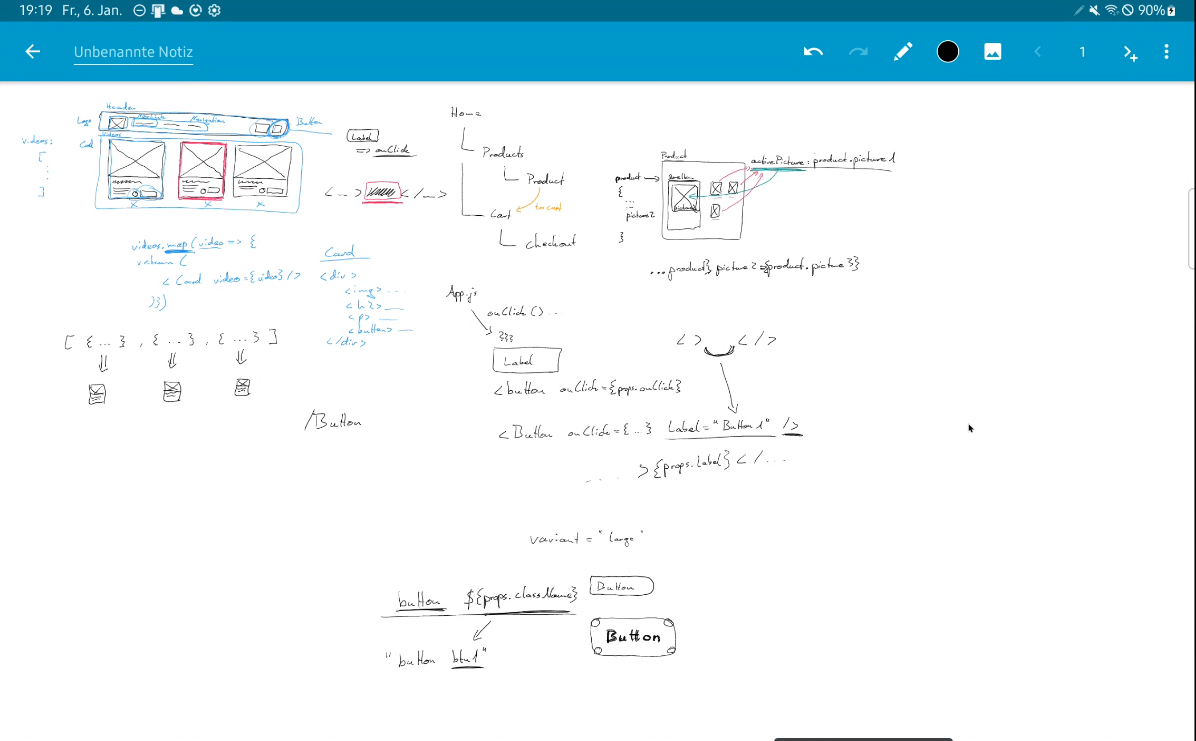 19:19 Fr., 6. Jan.
90%
Unbenannte Notiz
1
Header
Logo
Navigation
Button
Videos
Card
videos:
[
]
videos.map(video => {
return (
<Card video={video}/>
)})
[ {...} , {...} , {...} ]
Card
<div>
<img> ...
<h2>
<p>
<button>
</div>
/Button
Label
=> onClick
<...> </...>
Home
Products
Product
to cart
Cart
checkout
App.js
onClick() ...
}}}
Label
<button onClick={props.onClick}
<Button onClick={...} Label="Button1" />
>{props.Label}</...
< > </>
Product
product
{
...
picture2
}
activePicture: product.picture1
...product}, picture2={product.picture3}
variant = "large"
button ${props.className}
"button btn1"
Button
Button